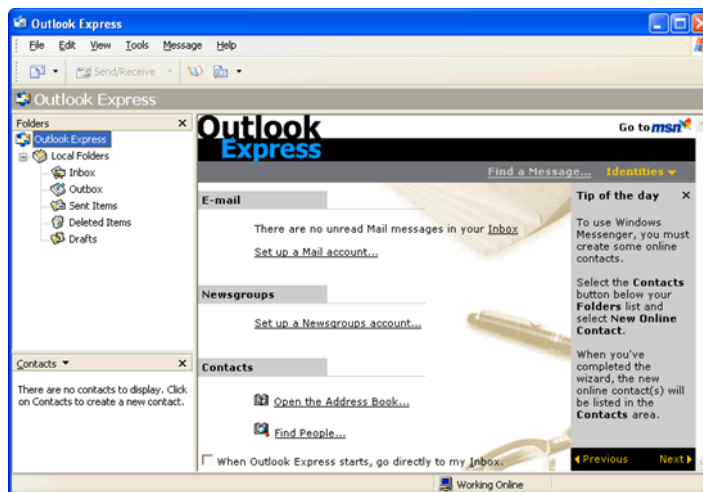 Outlook Express
File Edit View Tools Message Help
Send/Receive
Outlook Express
Folders
Outlook Express
Local Folders
Inbox
Outbox
Sent Items
Deleted Items
Drafts
Contacts
There are no contacts to display. Click
on Contacts to create a new contact.
Outlook
Express
Go to msn
Find a Message... Identities
E-mail
There are no unread Mail messages in your Inbox
Set up a Mail account...
Newsgroups
Set up a Newsgroups account...
Contacts
Open the Address Book...
Find People...
When Outlook Express starts, go directly to my Inbox.
Tip of the day
To use Windows
Messenger, you must
create some online
contacts.
Select the Contacts
button below your
Folders list and
select New Online
Contact.
When you've
completed the
wizard, the new
online contact(s) will
be listed in the
Contacts area.
Previous Next
Working Online